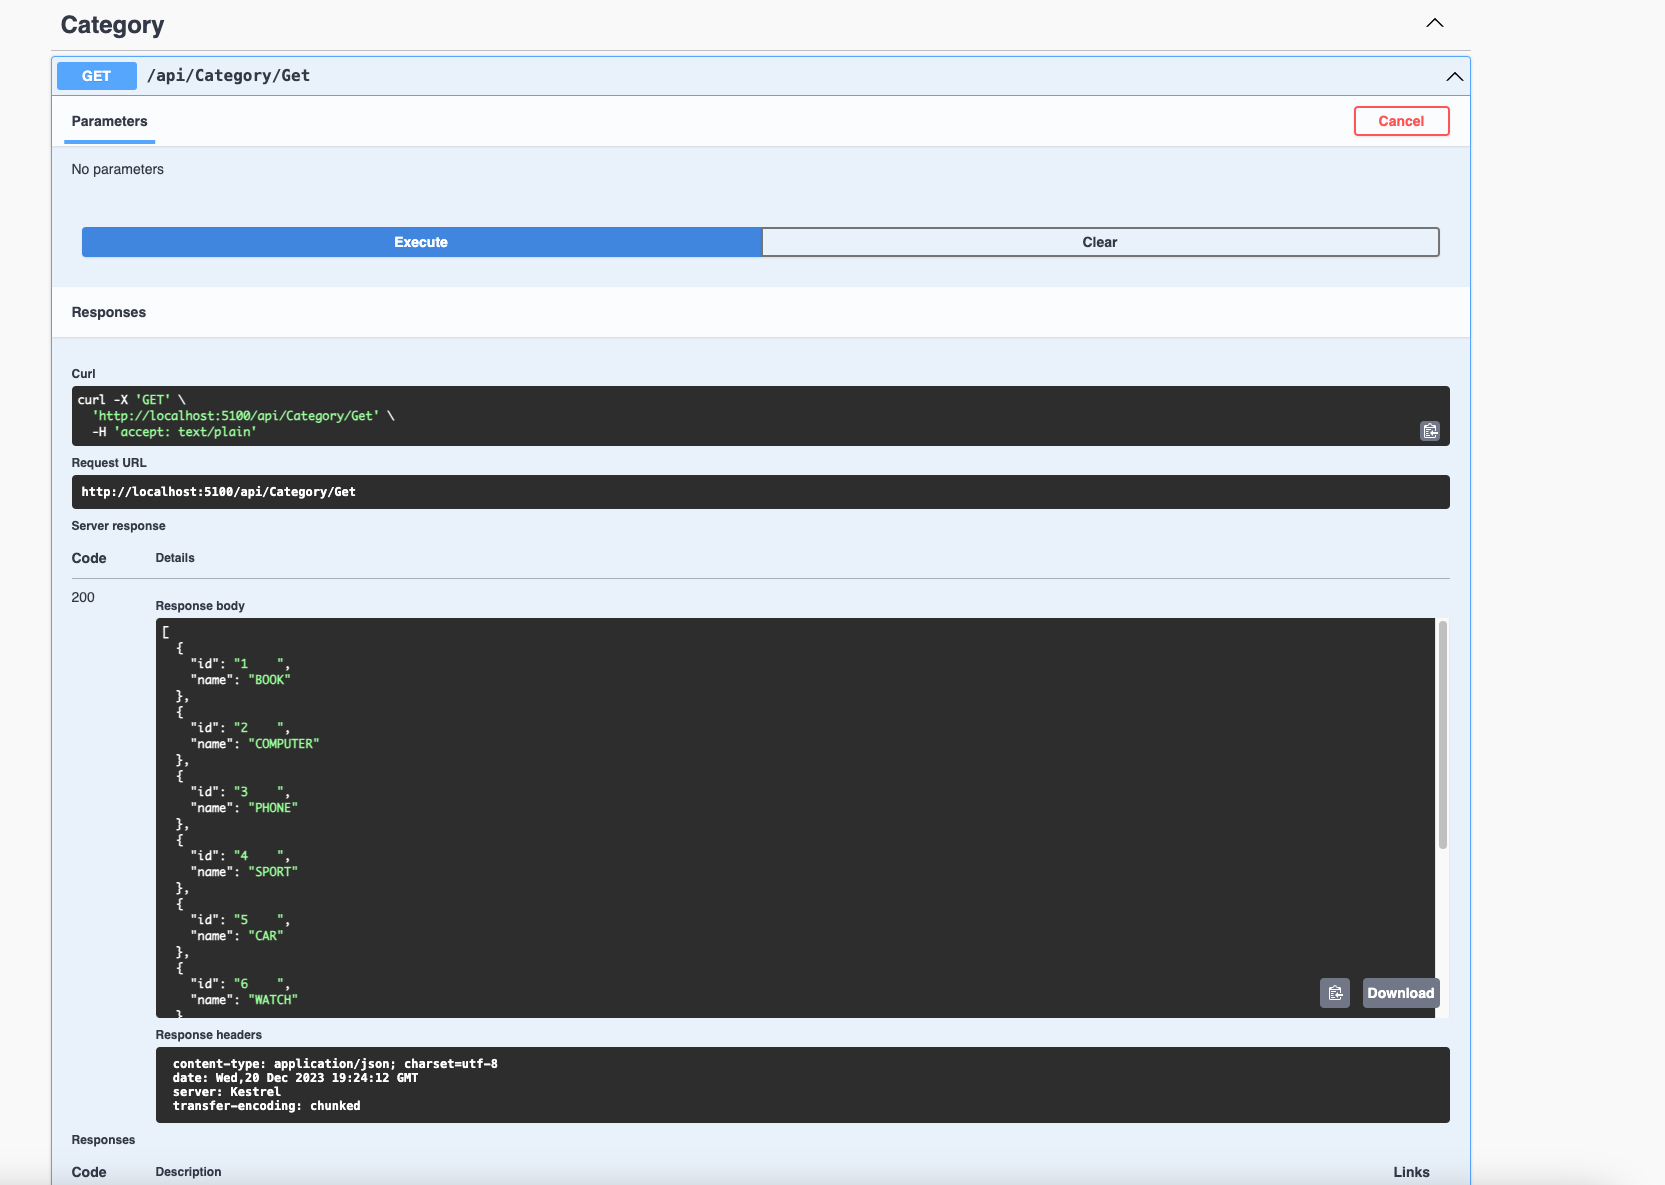 Category
GET /api/Category/Get
Parameters
Cancel
No parameters
Execute
Clear
Responses
Curl
curl -X 'GET' \
  'http://localhost:5100/api/Category/Get' \
  -H 'accept: text/plain'
Request URL
http://localhost:5100/api/Category/Get
Server response
Code Details
200
Response body
[
  {
    "id": "1    ",
    "name": "BOOK"
  },
  {
    "id": "2    ",
    "name": "COMPUTER"
  },
  {
    "id": "3    ",
    "name": "PHONE"
  },
  {
    "id": "4    ",
    "name": "SPORT"
  },
  {
    "id": "5    ",
    "name": "CAR"
  },
  {
    "id": "6    ",
    "name": "WATCH"
  }
Download
Response headers
content-type: application/json; charset=utf-8
date: Wed,20 Dec 2023 19:24:12 GMT
server: Kestrel
transfer-encoding: chunked
Responses
Code Description Links